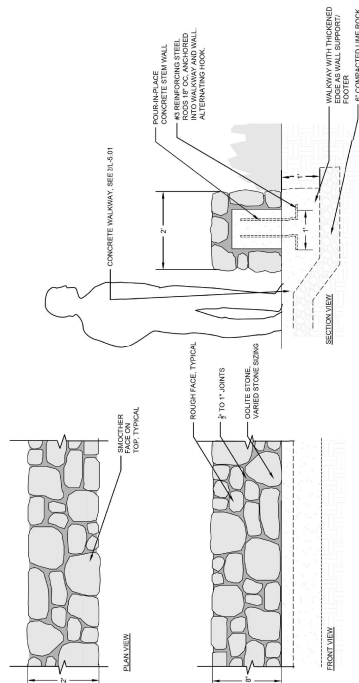 2'
PLAN VIEW
SMOOTHER
FACE ON
TOP, TYPICAL
8"
FRONT VIEW
ROUGH FACE, TYPICAL
TO 1" JOINTS
OOLITE STONE,
VARIED STONE SIZING
CONCRETE WALKWAY, SEE 2/L-5.01
2'
1'
1'
SECTION VIEW
POUR-IN-PLACE
CONCRETE STEM WALL
#3 REINFORCING STEEL
RODS 18" OC, ANCHORED
INTO WALKWAY AND WALL.
ALTERNATING HOOK.
WALKWAY WITH THICKENED
EDGE AS WALL SUPPORT/
FOOTER
6" COMPACTED LIME ROCK